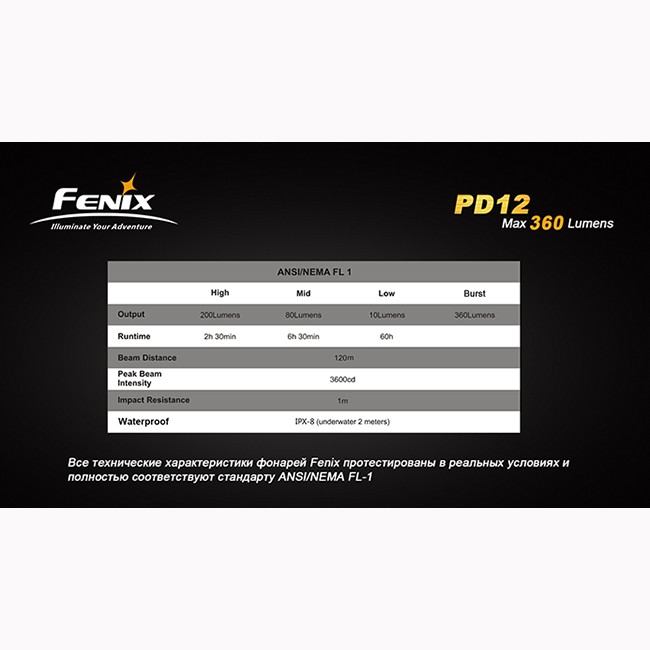 FENIX
Illuminate Your Adventure
PD12
Max 360 Lumens
ANSI/NEMA FL 1
High Mid Low Burst
Output 200Lumens 80Lumens 10Lumens 360Lumens
Runtime 2h 30min 6h 30min 60h
Beam Distance 120m
Peak Beam
Intensity 3600cd
Impact Resistance 1m
Waterproof IPX-8 (underwater 2 meters)
Все технические характеристики фонарей Fenix протестированы в реальных условиях и
полностью соответствуют стандарту ANSI/NEMA FL-1